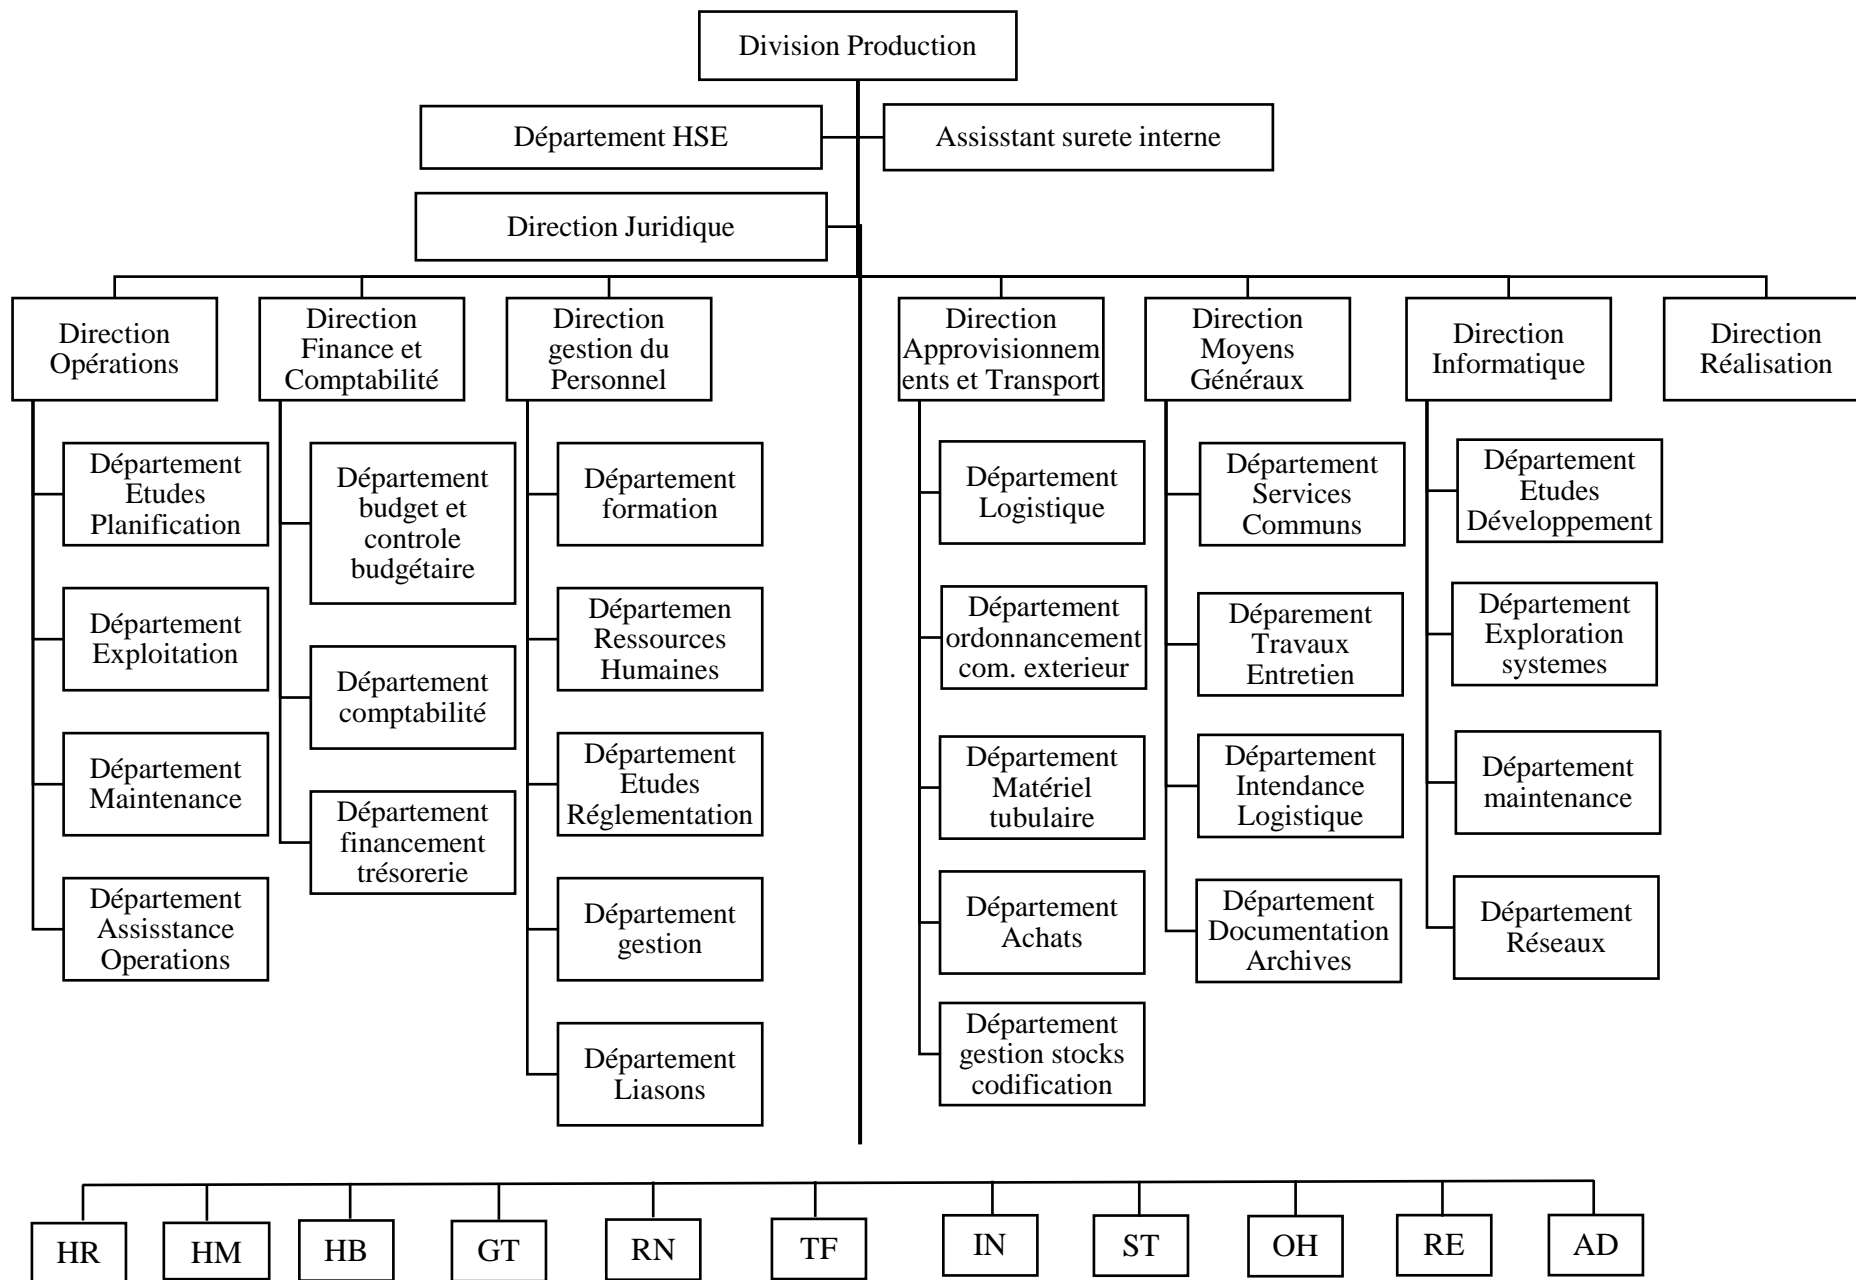 Division Production
Département HSE
Assisstant surete interne
Direction Juridique
Direction
Opérations
Direction
Finance et
Comptabilité
Direction
gestion du
Personnel
Direction
Approvisionnem
ents et Transport
Direction
Moyens
Généraux
Direction
Informatique
Direction
Réalisation
Département
Etudes
Planification
Département
Exploitation
Département
Maintenance
Département
Assisstance
Operations
Département
budget et
controle
budgétaire
Département
comptabilité
Département
financement
trésorerie
Département
formation
Départemen
Ressources
Humaines
Département
Etudes
Réglementation
Département
gestion
Département
Liasons
Département
Logistique
Département
ordonnancement
com. exterieur
Département
Matériel
tubulaire
Département
Achats
Département
gestion stocks
codification
Département
Services
Communs
Déparement
Travaux
Entretien
Département
Intendance
Logistique
Département
Documentation
Archives
Département
Etudes
Développement
Département
Exploration
systemes
Département
maintenance
Département
Réseaux
HR
HM
HB
GT
RN
TF
IN
ST
OH
RE
AD